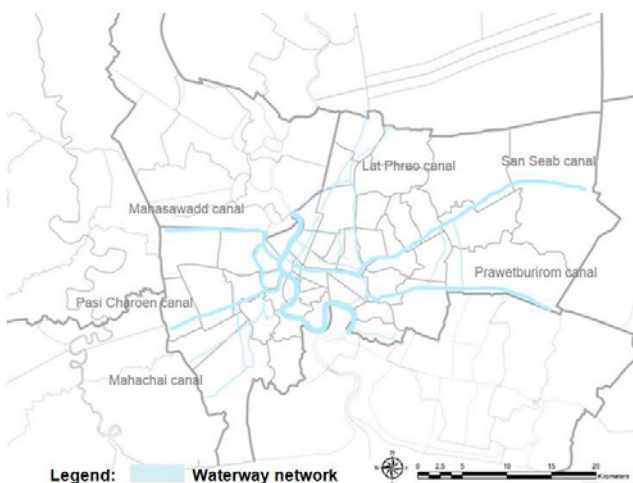 Lat Phrao canal
San Seab canal
Mahasawadd canal
Prawetburirom canal
Pasi Charoen canal
Mahachai canal
N
Legend: Waterway network
0 2.5 5 10 15 20
Kilometers